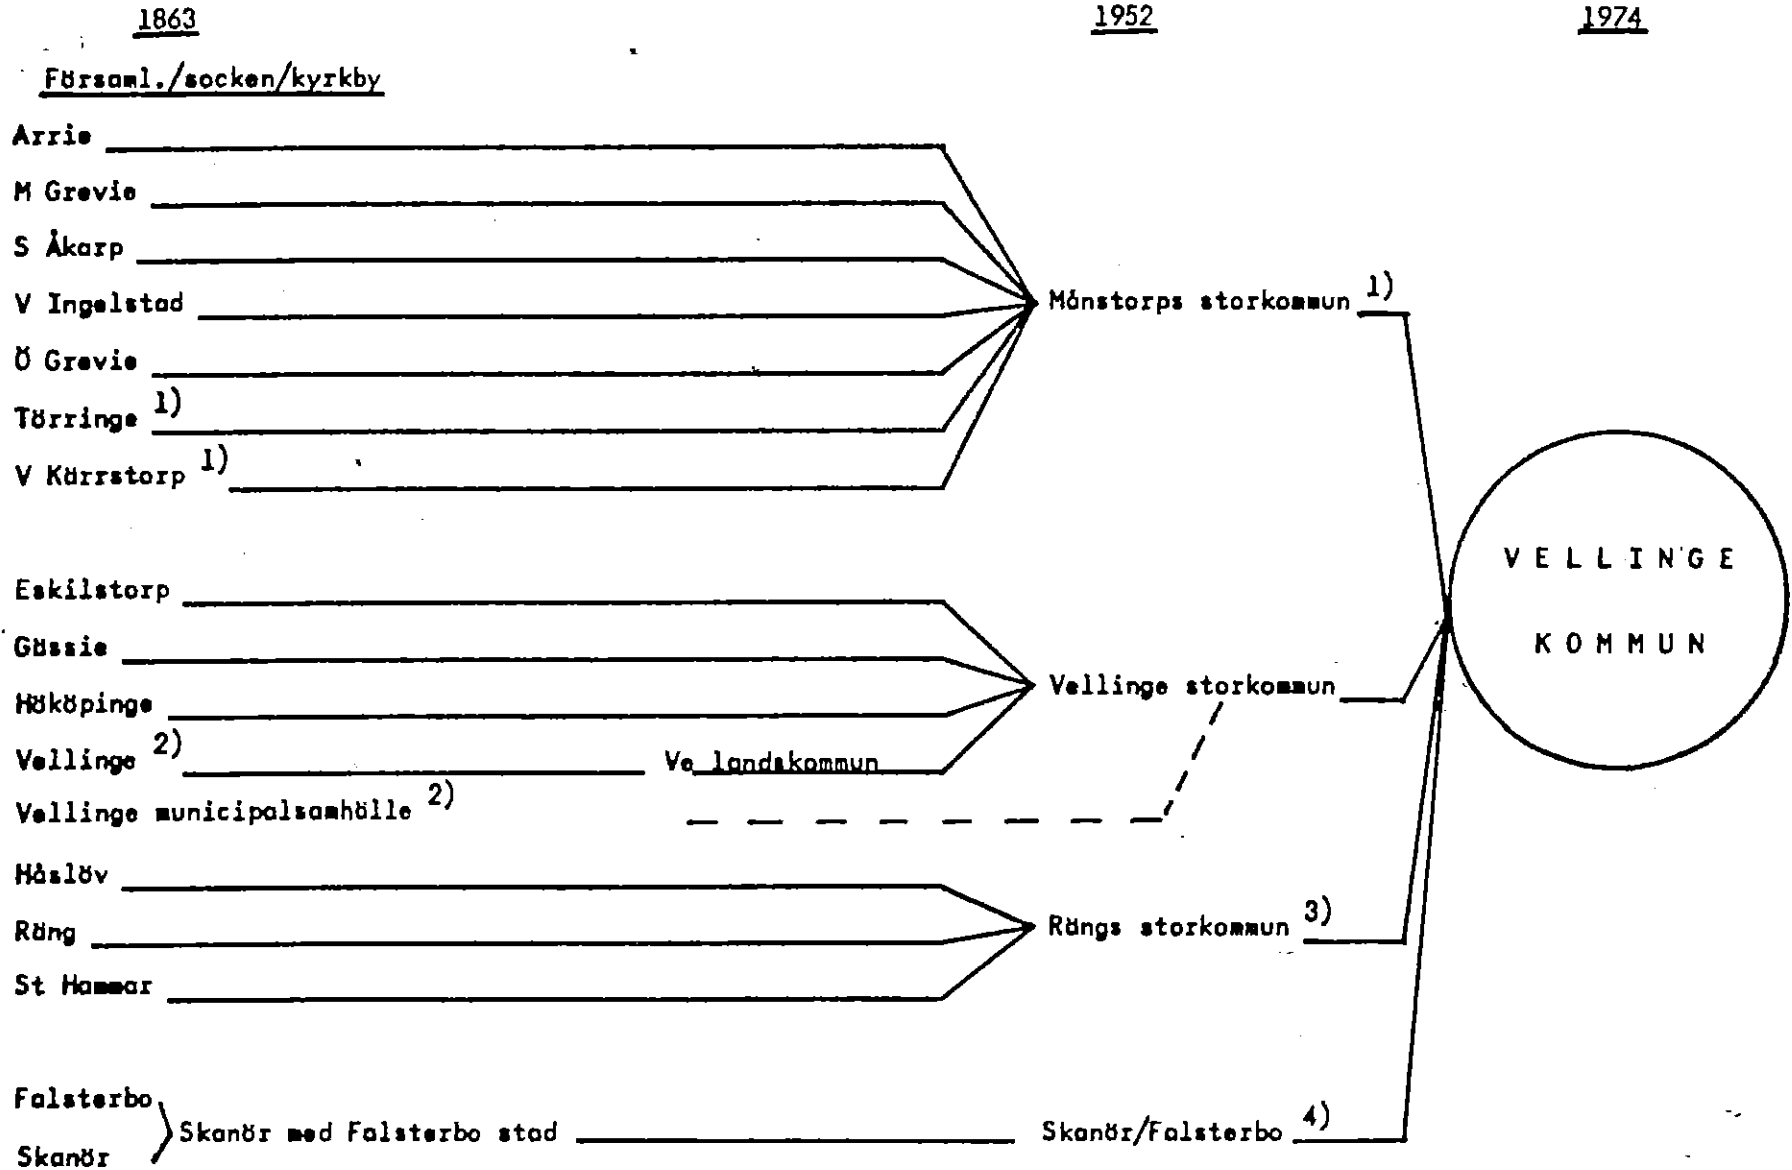 1863 1952 1974
Församl./socken/kyrkby
Arrie
M Grevie
S Åkarp
V Ingelstad
Månstorps storkommun 1)
Ö Grevie
Törringe 1)
V Kärrstorp 1)
VELLINGE
KOMMUN
Eskilstorp
Gässie
Hököpinge
Vellinge storkommun
Vellinge 2) Ve landskommun
Vellinge municipalsamhälle 2)
Håslöv
Räng
Rängs storkommun 3)
St Hammar
Falsterbo
Skanör med Falsterbo stad Skanör/Falsterbo 4)
Skanör